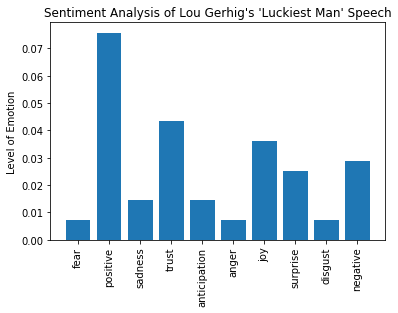 Sentiment Analysis of Lou Gerhig's 'Luckiest Man' Speech
Level of Emotion
0.07
0.06
0.05
0.04
0.03
0.02
0.01
0.00
fear
positive
sadness
trust
anticipation
anger
joy
surprise
disgust
negative